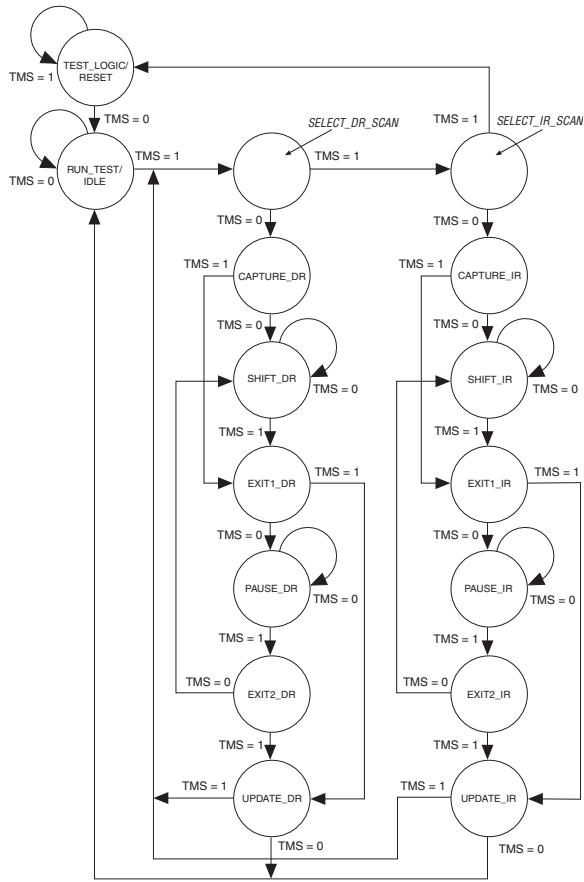 TEST_LOGIC/
RESET
TMS = 1
TMS = 0
SELECT_DR_SCAN
TMS = 1
SELECT_IR_SCAN
RUN_TEST/
IDLE
TMS = 1
TMS = 1
TMS = 0
TMS = 0
TMS = 0
TMS = 1
CAPTURE_DR
TMS = 1
CAPTURE_IR
TMS = 0
TMS = 0
SHIFT_DR
TMS = 0
SHIFT_IR
TMS = 0
TMS = 1
TMS = 1
EXIT1_DR
TMS = 1
EXIT1_IR
TMS = 1
TMS = 0
TMS = 0
PAUSE_DR
TMS = 0
PAUSE_IR
TMS = 0
TMS = 1
TMS = 1
TMS = 0
EXIT2_DR
TMS = 0
EXIT2_IR
TMS = 1
TMS = 1
TMS = 1
UPDATE_DR
TMS = 1
UPDATE_IR
TMS = 0
TMS = 0